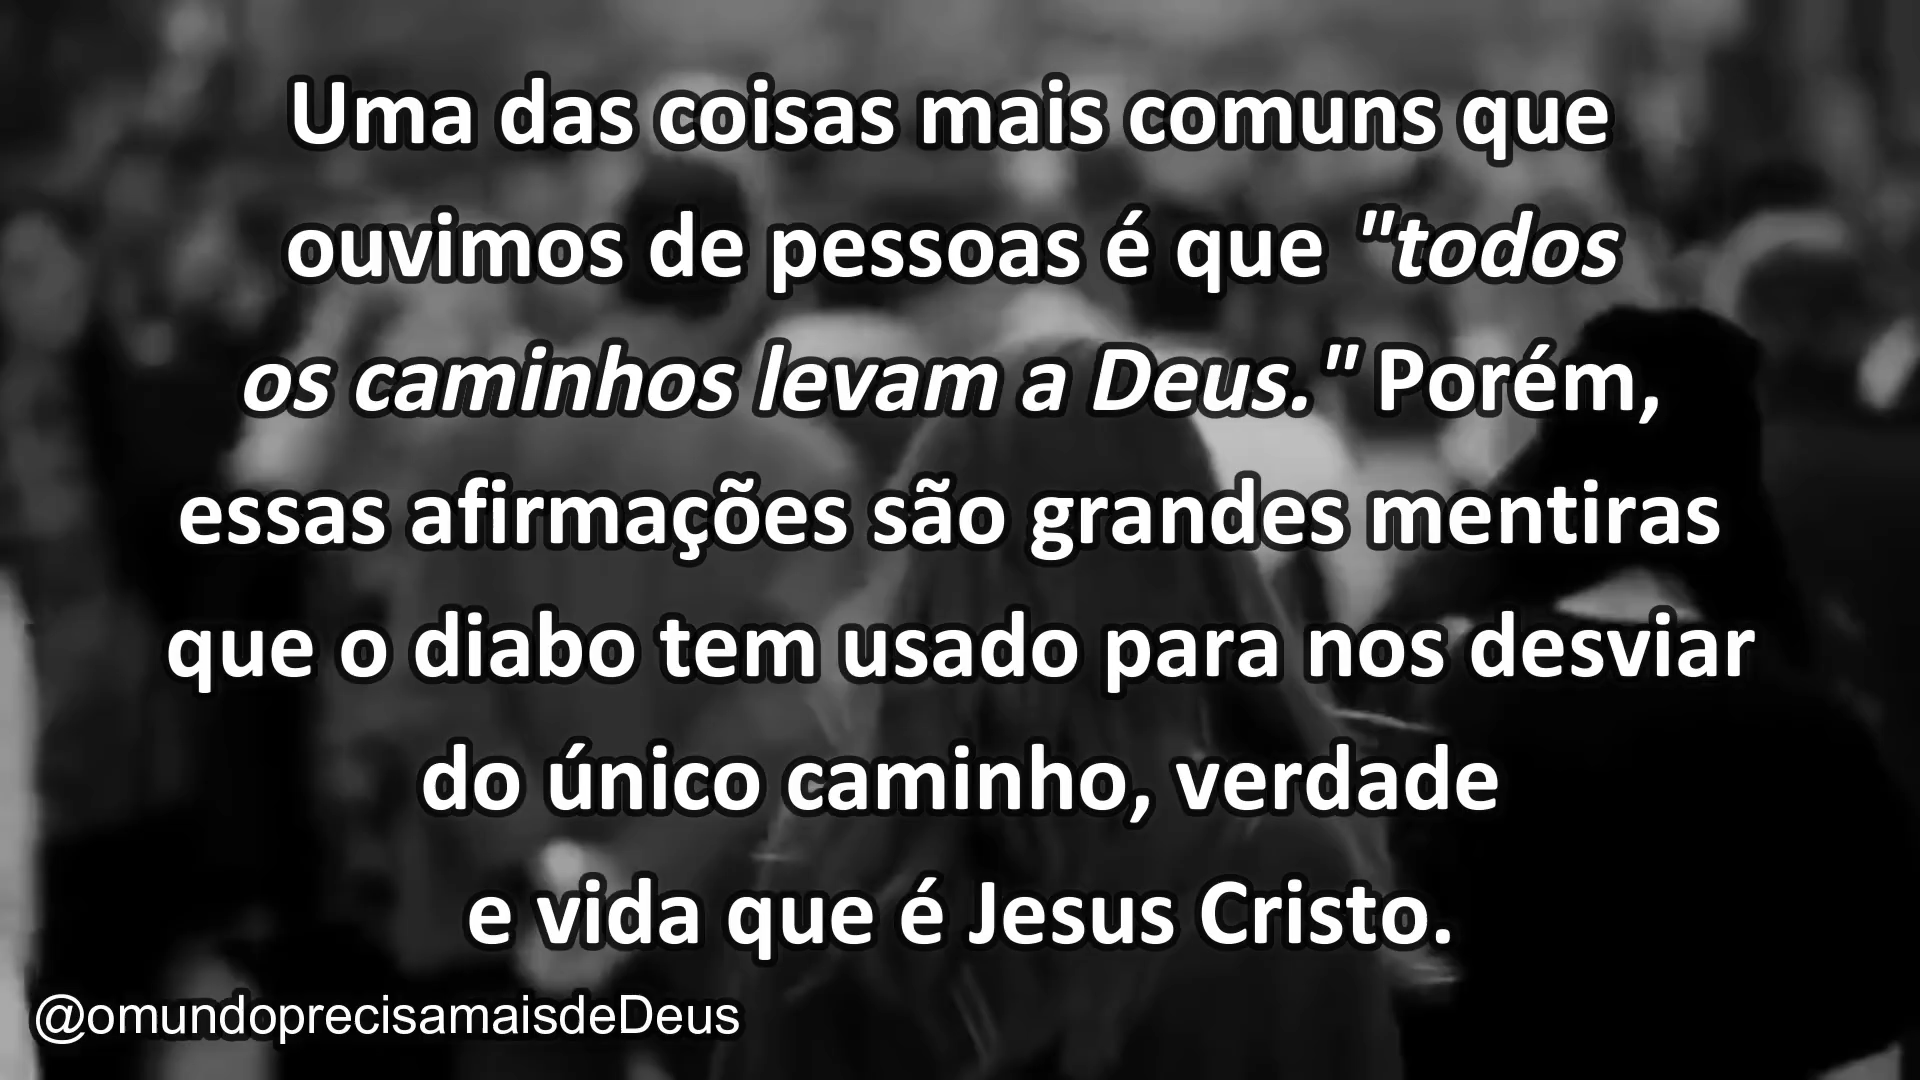 Uma das coisas mais comuns que
ouvimos de pessoas é que "todos
os caminhos levam a Deus." Porém,
essas afirmações são grandes mentiras
que o diabo tem usado para nos desviar
do único caminho, verdade
e vida que é Jesus Cristo.
@omundoprecisamaisdeDeus